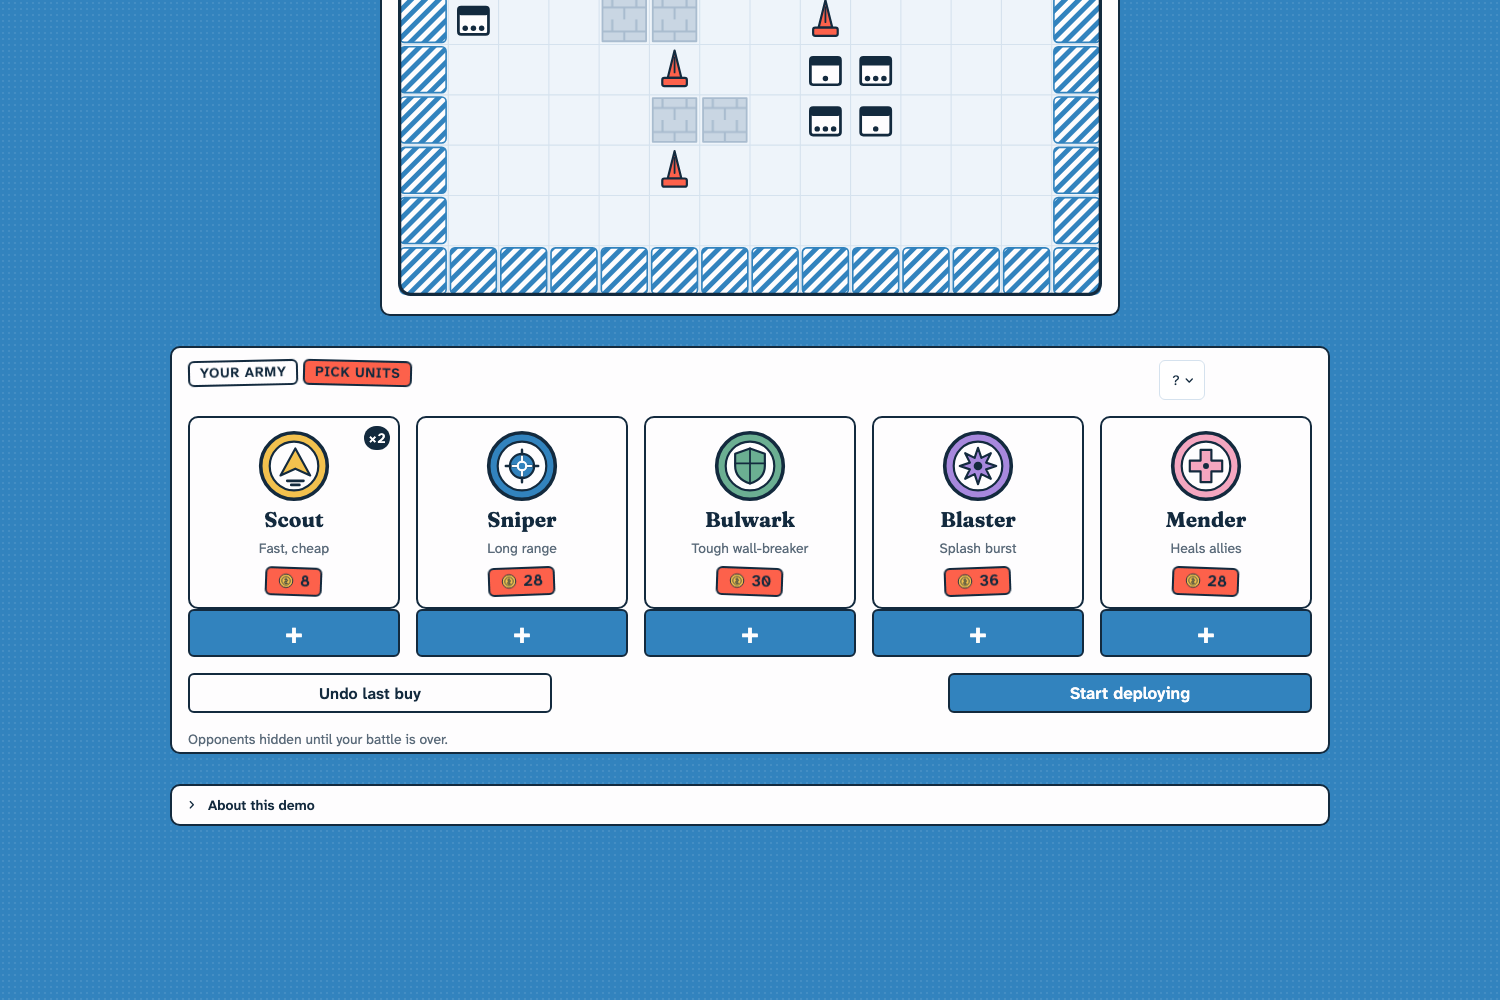 YOUR ARMY PICK UNITS
? 
×2
Scout
Fast, cheap
8
+
Sniper
Long range
28
+
Bulwark
Tough wall-breaker
30
+
Blaster
Splash burst
36
+
Mender
Heals allies
28
+
Undo last buy
Start deploying
Opponents hidden until your battle is over.
About this demo